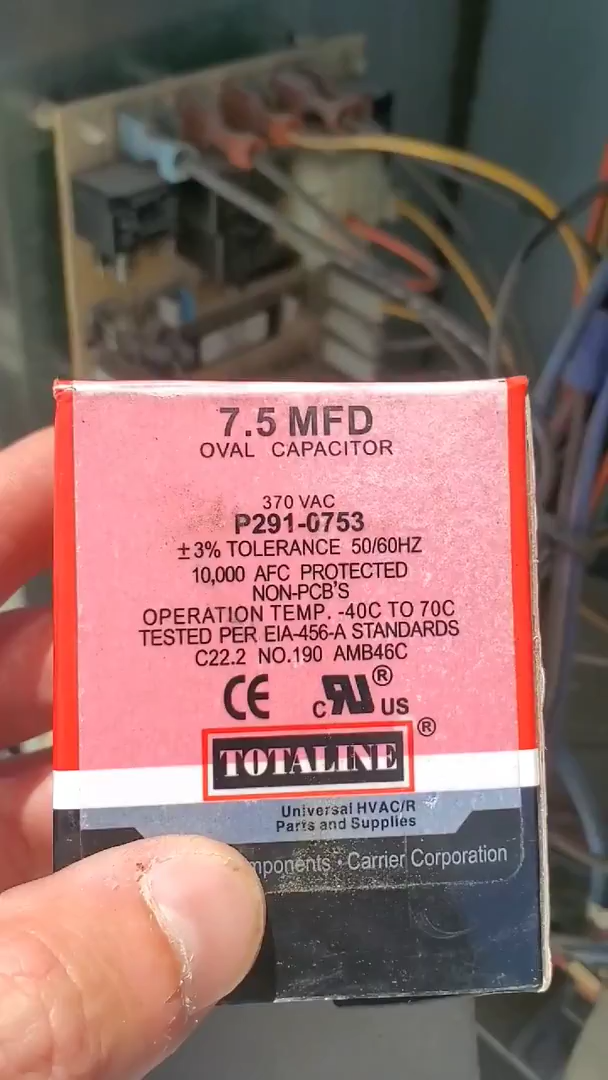 7.5 MFD
OVAL CAPACITOR
370 VAC
P291-0753
±3% TOLERANCE 50/60HZ
10,000 AFC PROTECTED
NON-PCB'S
OPERATION TEMP. -40C TO 70C
TESTED PER EIA-456-A STANDARDS
C22.2 NO.190 AMB46C
CE C RU® US
TOTALINE®
Universal HVAC/R
Parts and Supplies
• Carrier Corporation